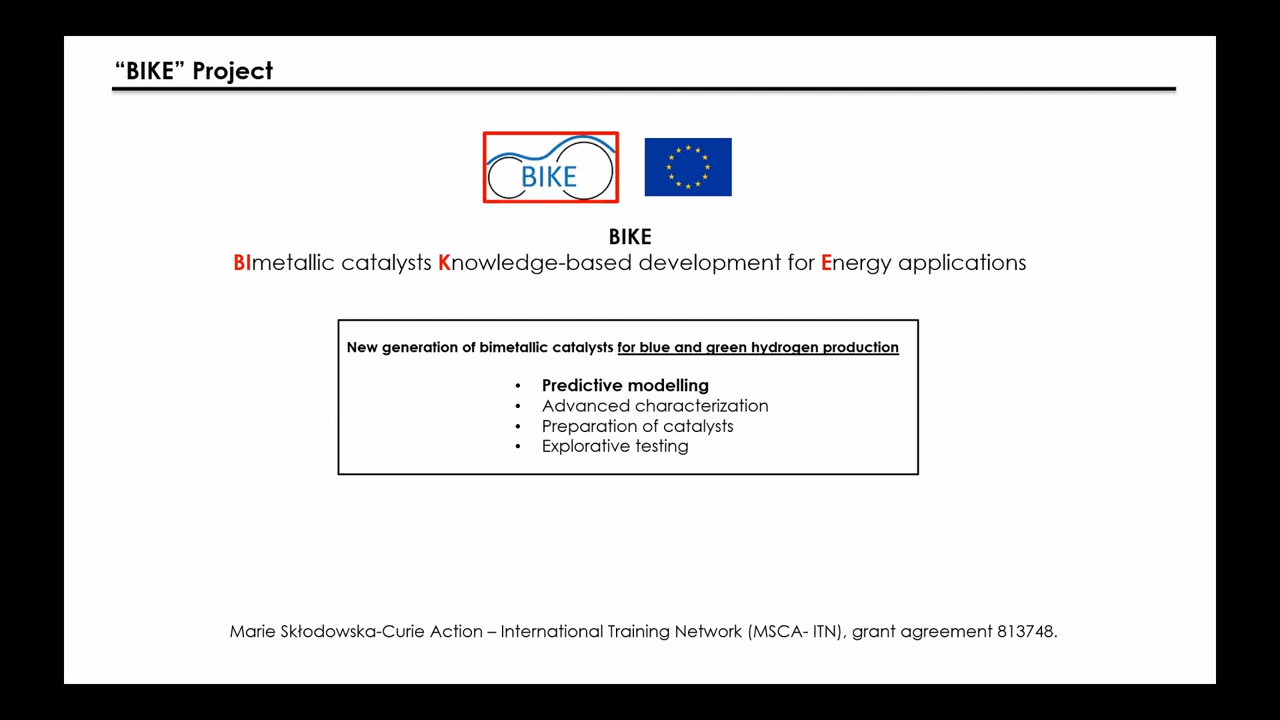 “BIKE” Project
BIKE
BIKE
BImetallic catalysts Knowledge-based development for Energy applications
New generation of bimetallic catalysts for blue and green hydrogen production
• Predictive modelling
• Advanced characterization
• Preparation of catalysts
• Explorative testing
Marie Skłodowska-Curie Action – International Training Network (MSCA- ITN), grant agreement 813748.